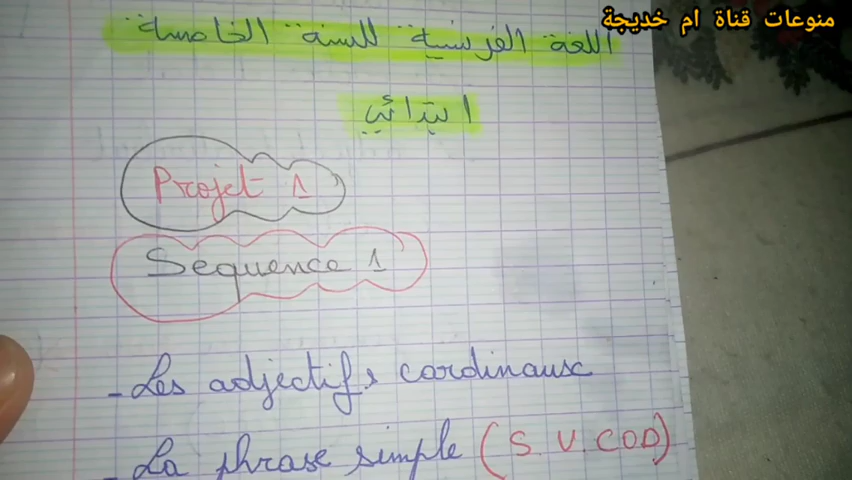 منوعات قناة ام خديجة
اللغة الفرنسية للسنة الخامسة
ابتدائي
Projet 1
Sequence 1
- Les adjectifs cardinaux
- La phrase simple (S.V.COD)